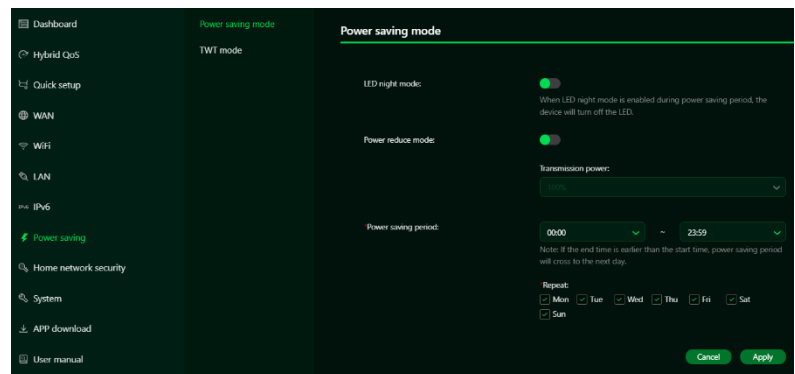 Dashboard
Hybrid QoS
Quick setup
WAN
WiFi
LAN
IPv6 IPv6
Power saving
Home network security
System
APP download
User manual
Power saving mode
TWT mode
Power saving mode
LED night mode:
When LED night mode is enabled during power saving period, the
device will turn off the LED.
Power reduce mode:
Transmission power:
100%
*Power saving period:
00:00 ~ 23:59
Note: If the end time is earlier than the start time, power saving period
will cross to the next day.
*Repeat:
Mon Tue Wed Thu Fri Sat
Sun
Cancel Apply